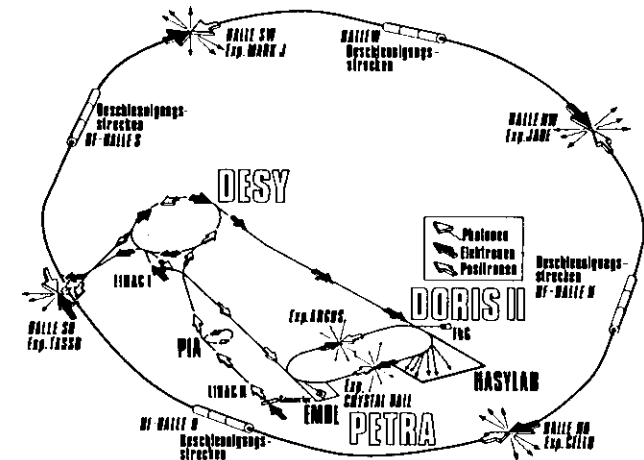 HALLE SW
Exp. MARK J
HALLE W
Beschleunigungs-
strecken
Beschleunigungs-
strecken
HF-HALLE S
HALLE NW
Exp. JADE
DESY
Photonen
Elektronen
Positronen
Beschleunigungs-
strecken
HF-HALLE N
LINAC I
DORIS II
HALLE SO
Exp. TASSO
Exp. ARGUS
PIA
HASYLAB
LINAC II
EMBL
Exp.
CRYSTAL BALL
PETRA
HF-HALLE O
Beschleunigungs-
strecken
HALLE NO
Exp. CELLO